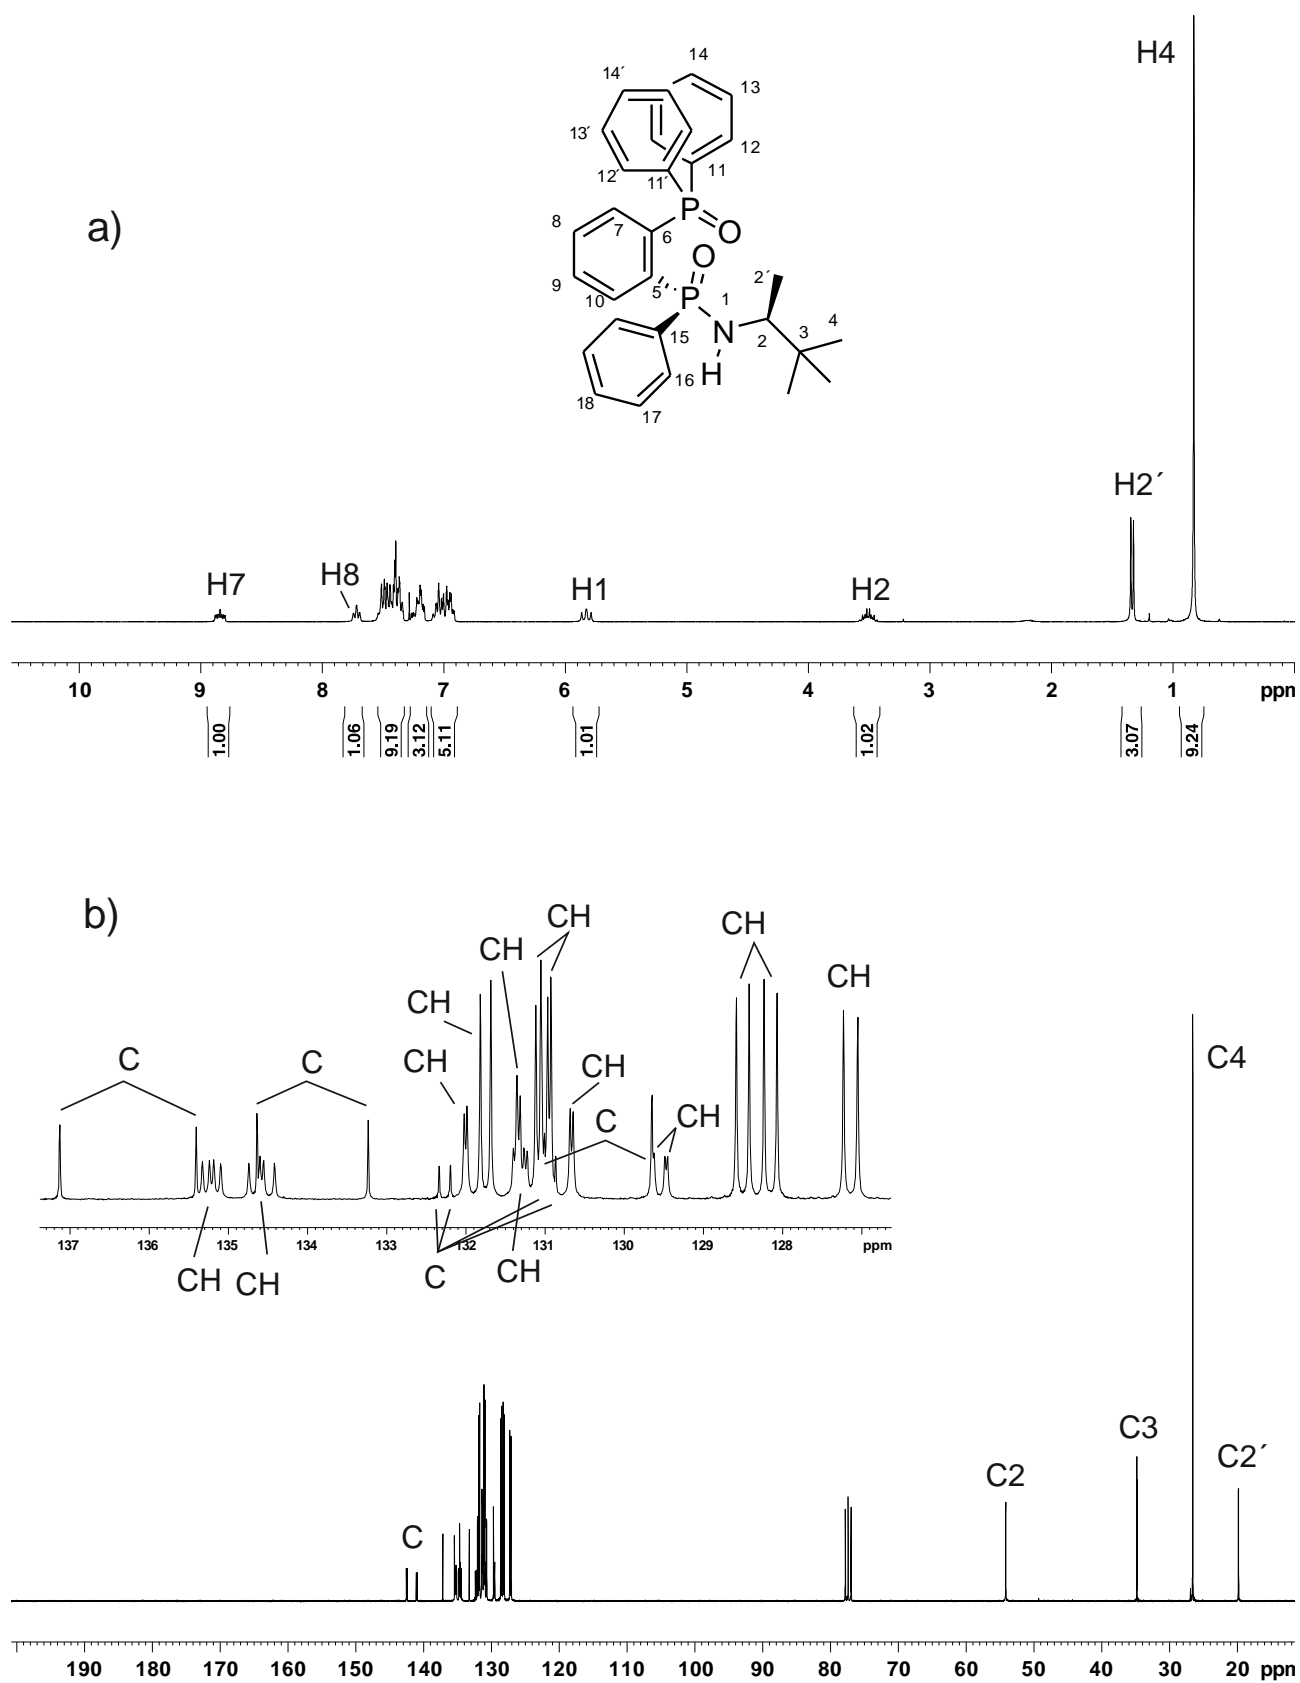 H4
14
14´
13
13´
12
12´
11´
11
P
O
a)
8
7
6
O
2´
9
10
5
P
1
4
N
3
2
15
H
16
18
17
H2´
H7
H8
H1
H2
10 9 8 7 6 5 4 3 2 1 ppm
1.00 1.06 9.19 3.12 5.11 1.01 1.02 3.07 9.24
b)
CH
CH
CH
CH
CH
C
C
CH
CH
C
CH
C4
137 136 135 134 133 132 131 130 129 128 ppm
CH
CH
C
CH
C3
C2´
C2
C
190 180 170 160 150 140 130 120 110 100 90 80 70 60 50 40 30 20 ppm